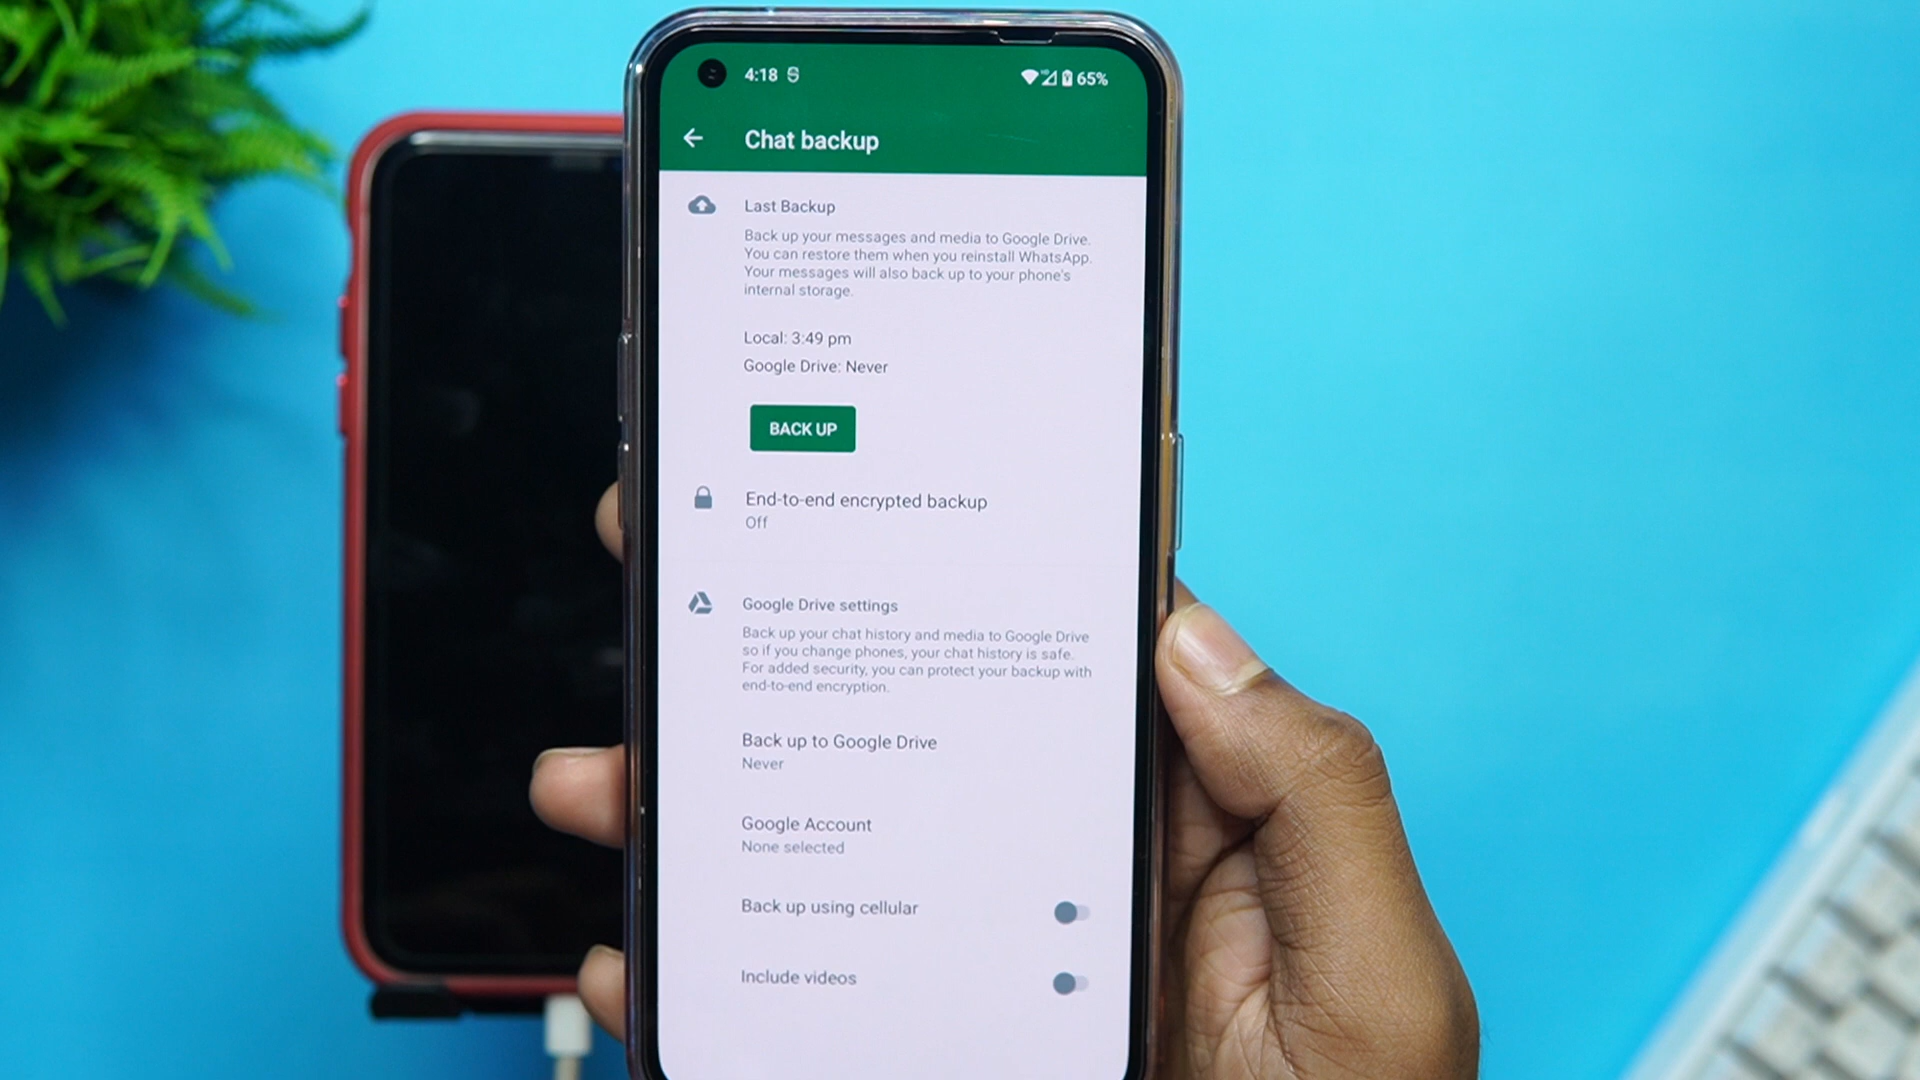 4:18
65%
Chat backup
Last Backup
Back up your messages and media to Google Drive.
You can restore them when you reinstall WhatsApp.
Your messages will also back up to your phone's
internal storage.
Local: 3:49 pm
Google Drive: Never
BACK UP
End-to-end encrypted backup
Off
Google Drive settings
Back up your chat history and media to Google Drive
so if you change phones, your chat history is safe.
For added security, you can protect your backup with
end-to-end encryption.
Back up to Google Drive
Never
Google Account
None selected
Back up using cellular
Include videos